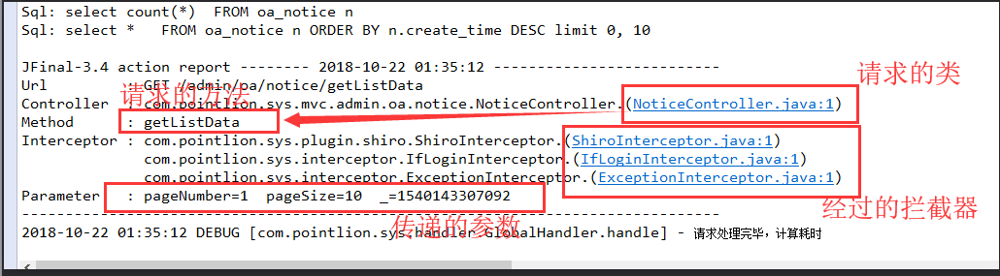 Sql: select count(*)  FROM oa_notice n
Sql: select *   FROM oa_notice n ORDER BY n.create_time DESC limit 0, 10
JFinal-3.4 action report -------- 2018-10-22 01:35:12 --------------------------
请求的类
Url         : GET /admin/oa/notice/getListData
请求的方法
Controller  : com.pointlion.sys.mvc.admin.oa.notice.NoticeController.(NoticeController.java:1)
Method      : getListData
Interceptor : com.pointlion.sys.plugin.shiro.ShiroInterceptor.(ShiroInterceptor.java:1)
com.pointlion.sys.interceptor.IfLoginInterceptor.(IfLoginInterceptor.java:1)
com.pointlion.sys.interceptor.ExceptionInterceptor.(ExceptionInterceptor.java:1)
Parameter   : pageNumber=1  pageSize=10  _=1540143307092
经过的拦截器
传递的参数
--------------------------------------------------------------------------------
2018-10-22 01:35:12 DEBUG [com.pointlion.sys.handler.GlobalHandler.handle] - 请求处理完毕，计算耗时